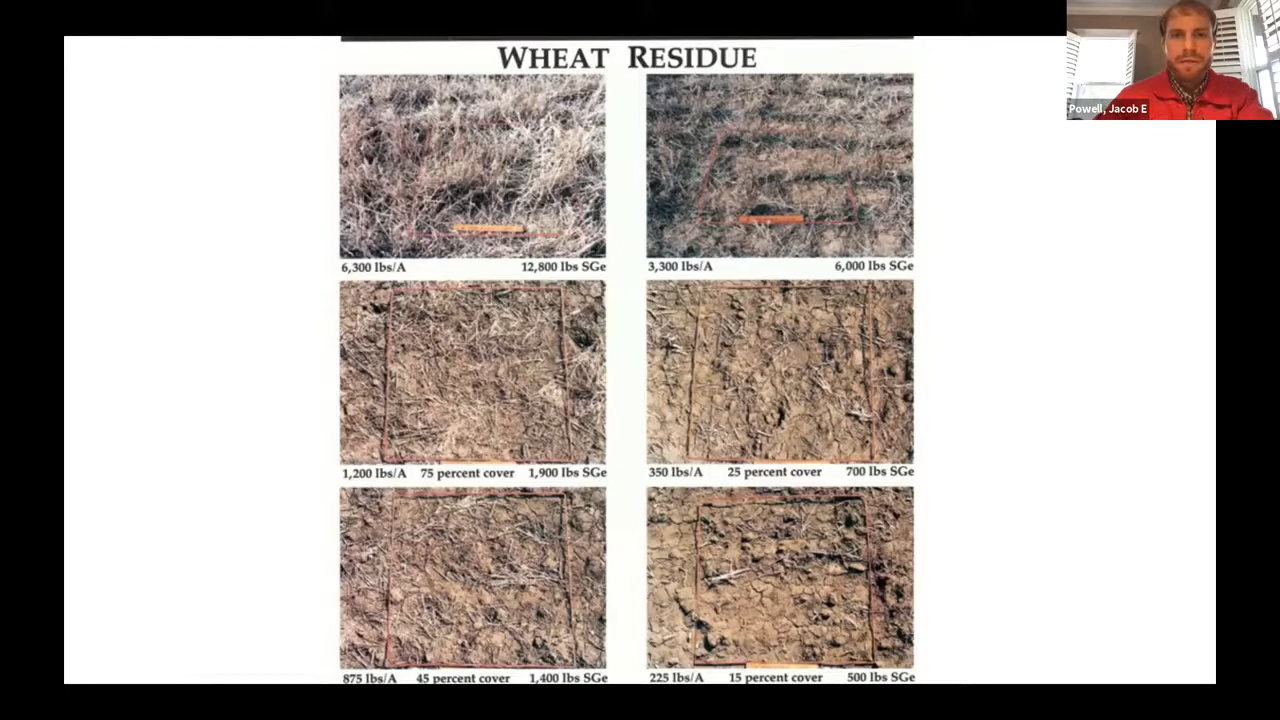 WHEAT RESIDUE
Powell, Jacob E
6,300 lbs/A 12,800 lbs SGe
3,300 lbs/A 6,000 lbs SGe
1,200 lbs/A 75 percent cover 1,900 lbs SGe
350 lbs/A 25 percent cover 700 lbs SGe
875 lbs/A 45 percent cover 1,400 lbs SGe
225 lbs/A 15 percent cover 500 lbs SGe